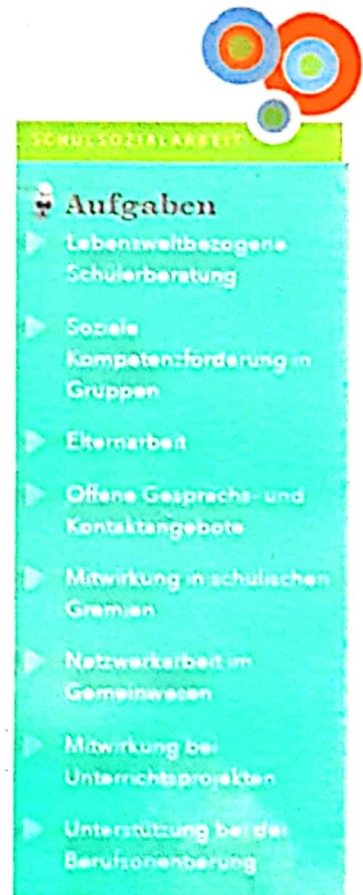 SCHULSOZIALARBEIT
Aufgaben
Lebensweltbezogene
Schülerberatung
Soziale
Kompetenzförderung in
Gruppen
Elternarbeit
Offene Gesprächs- und
Kontaktangebote
Mitwirkung in schulischen
Gremien
Netzwerkarbeit im
Gemeinwesen
Mitwirkung bei
Unterrichtsprojekten
Unterstützung bei der
Berufsorientierung